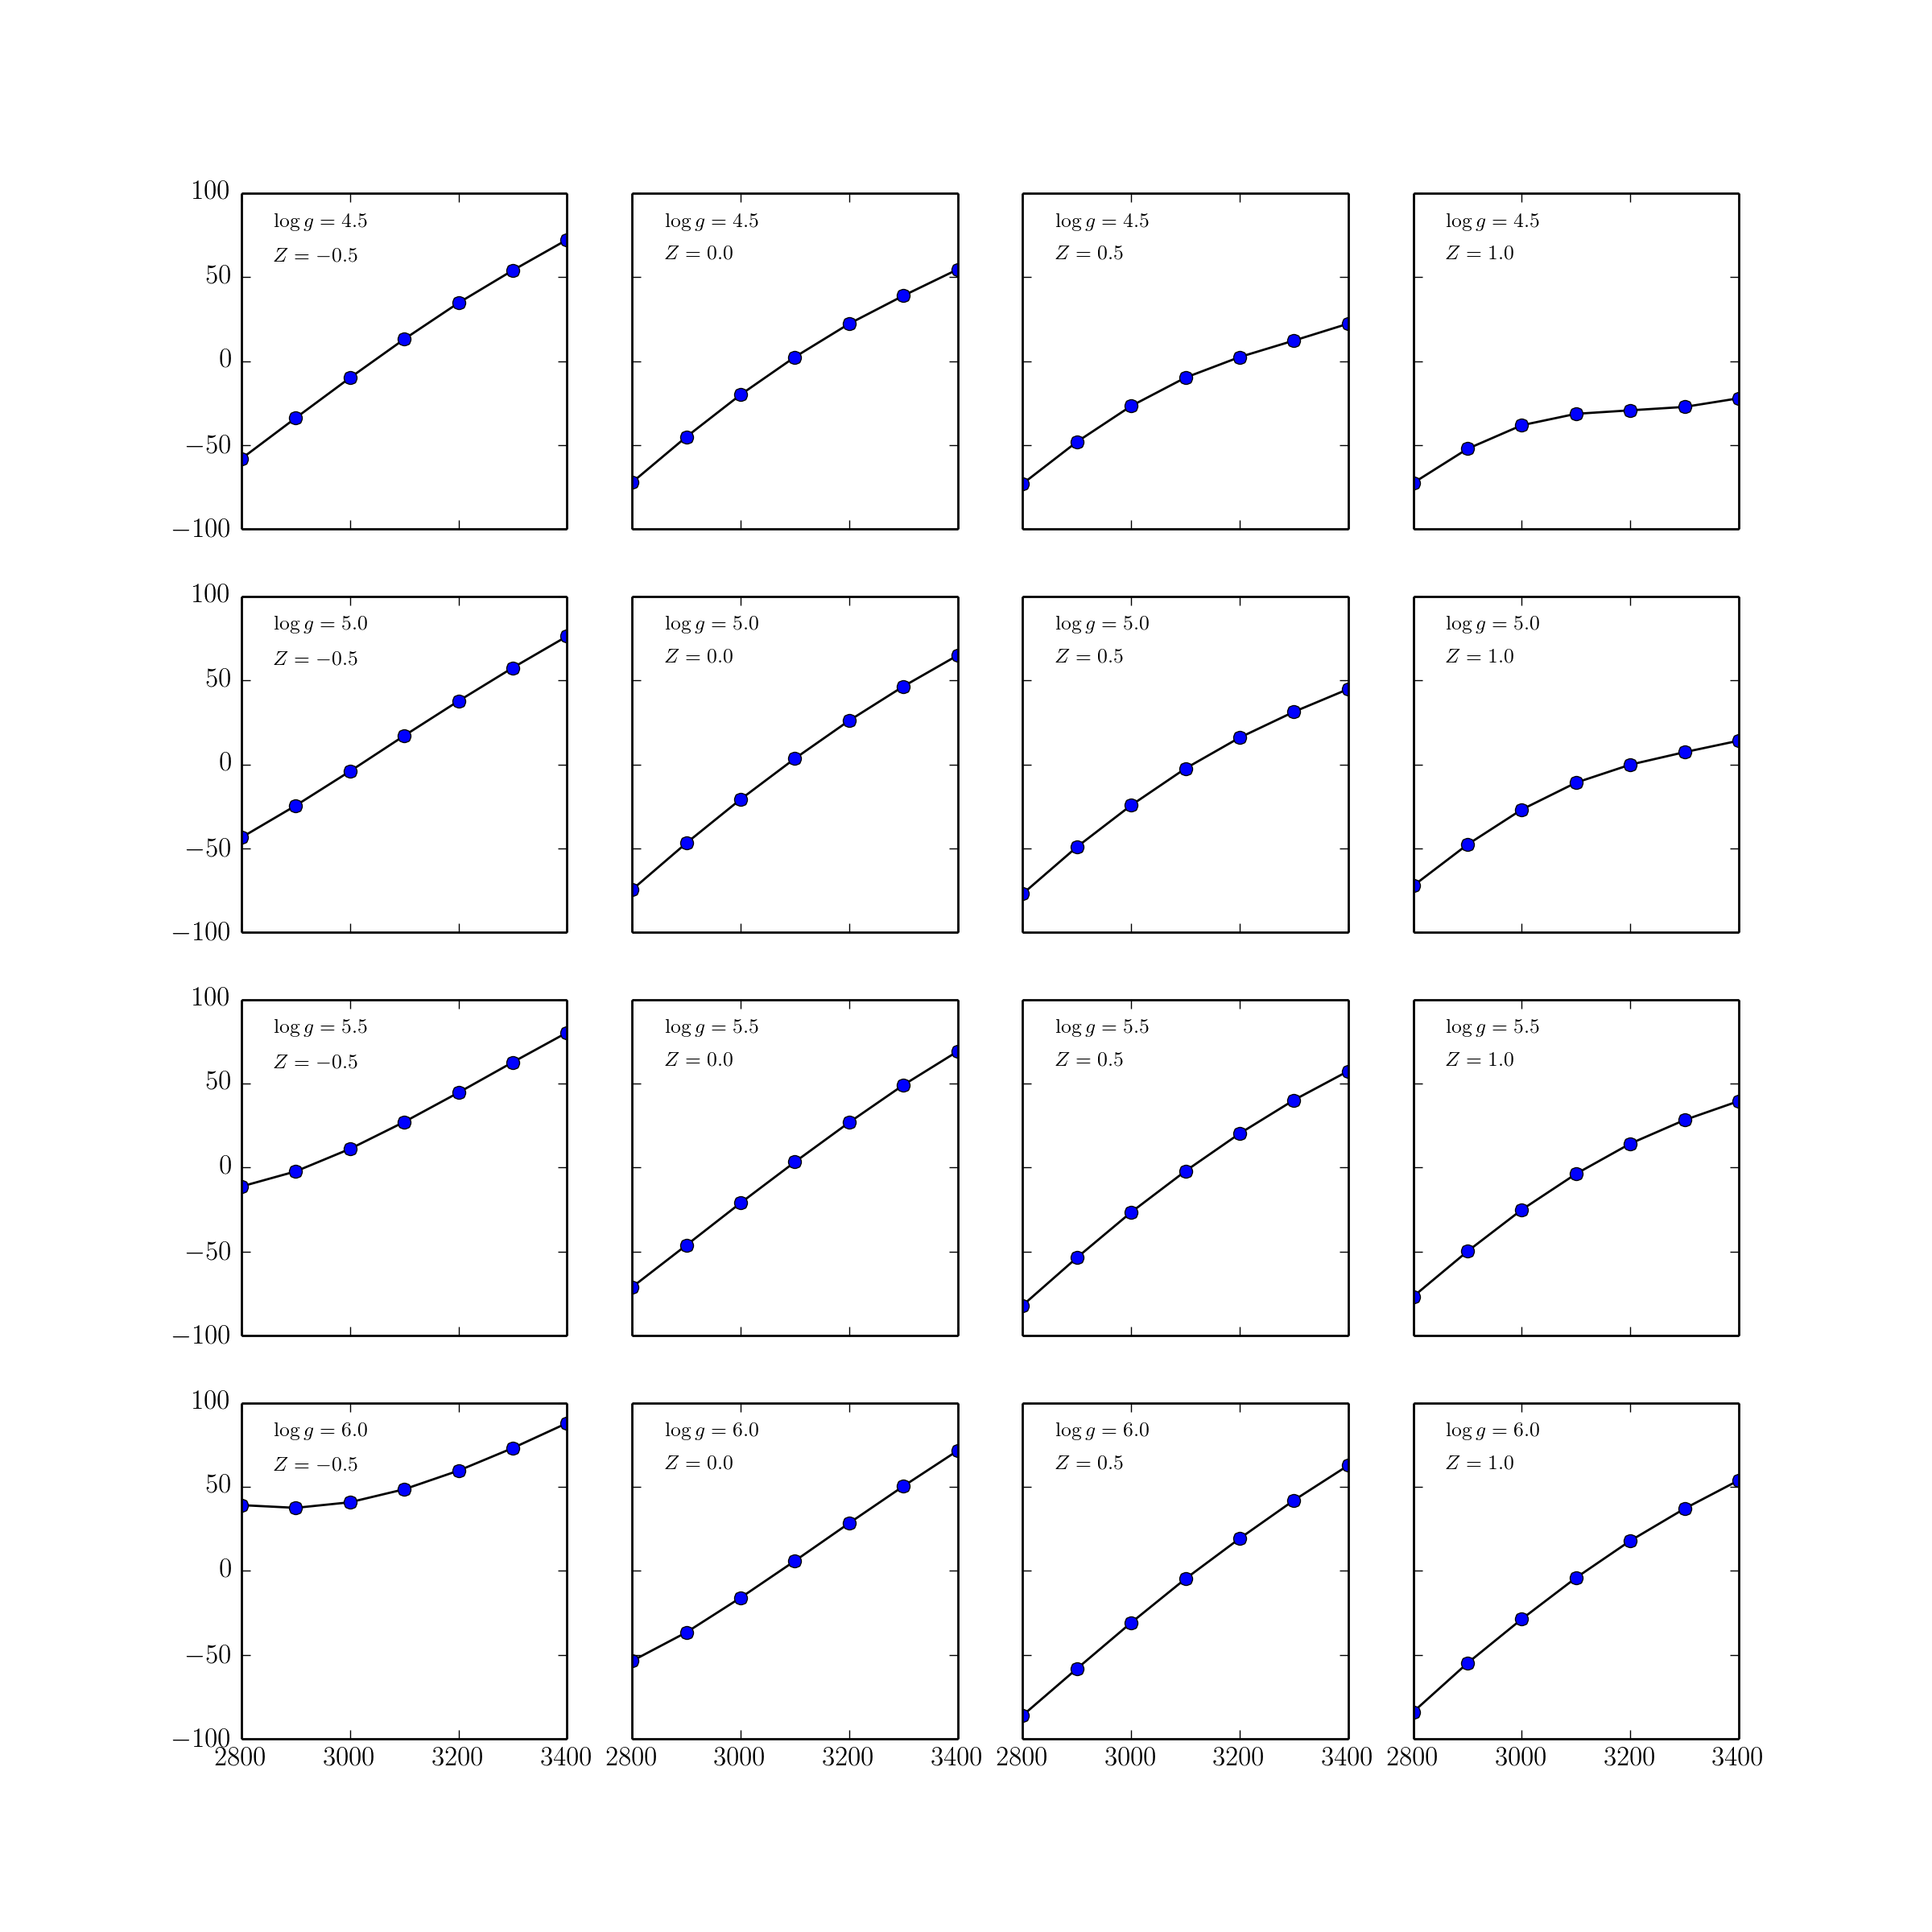 100
50
0
−50
−100
log g = 4.5
Z = −0.5
log g = 4.5
Z = 0.0
log g = 4.5
Z = 0.5
log g = 4.5
Z = 1.0
100
50
0
−50
−100
log g = 5.0
Z = −0.5
log g = 5.0
Z = 0.0
log g = 5.0
Z = 0.5
log g = 5.0
Z = 1.0
100
50
0
−50
−100
log g = 5.5
Z = −0.5
log g = 5.5
Z = 0.0
log g = 5.5
Z = 0.5
log g = 5.5
Z = 1.0
100
50
0
−50
−100
log g = 6.0
Z = −0.5
log g = 6.0
Z = 0.0
log g = 6.0
Z = 0.5
log g = 6.0
Z = 1.0
2800 3000 3200 3400
2800 3000 3200 3400
2800 3000 3200 3400
2800 3000 3200 3400